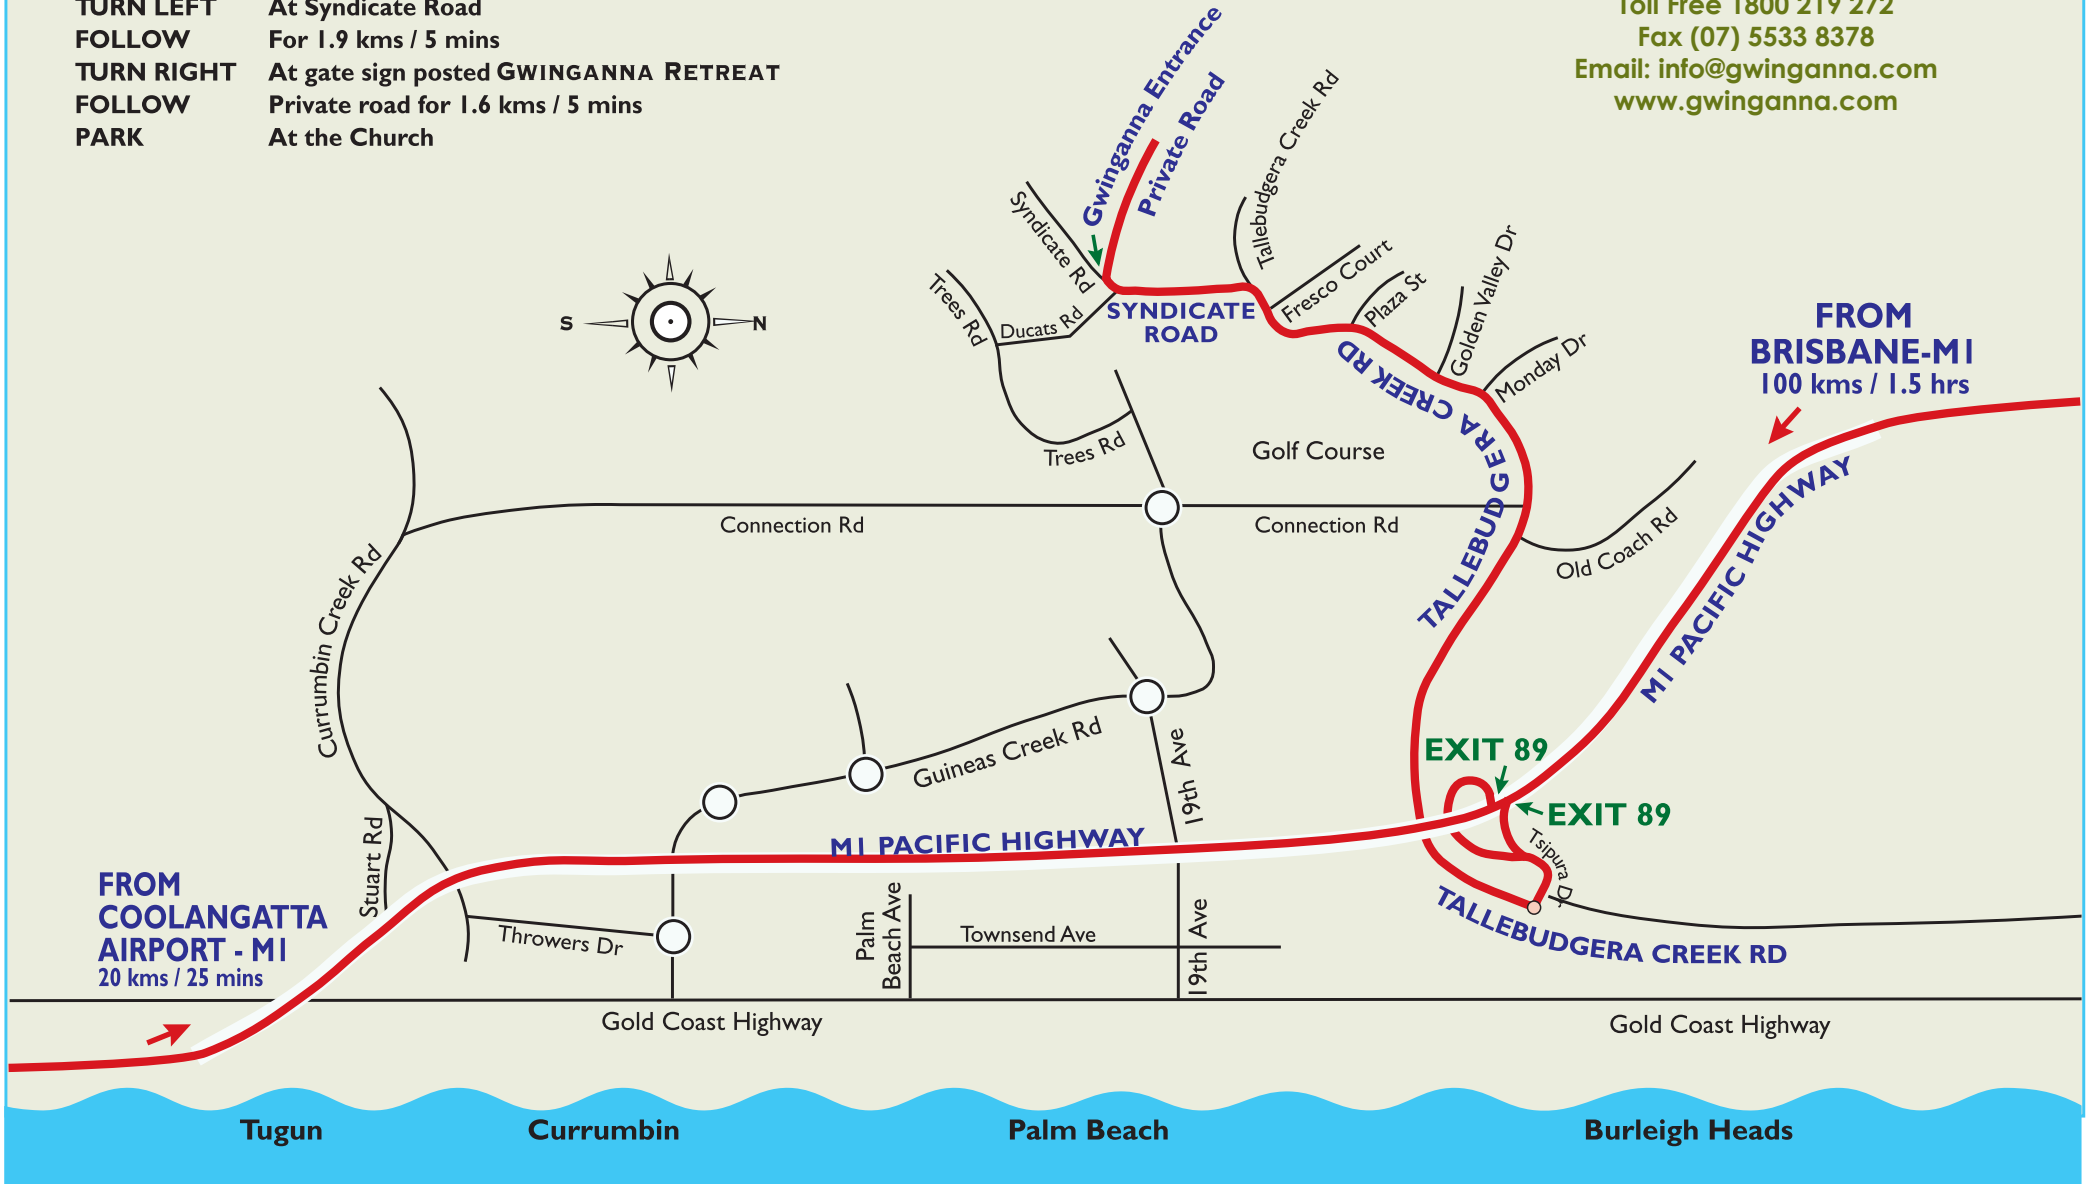 TURN LEFT At Syndicate Road
FOLLOW For 1.9 kms / 5 mins
TURN RIGHT At gate sign posted GWINGANNA RETREAT
FOLLOW Private road for 1.6 kms / 5 mins
PARK At the Church
Toll Free 1800 219 272
Fax (07) 5533 8378
Email: info@gwinganna.com
www.gwinganna.com
Gwinganna Entrance
Private Road
Tallebudgera Creek Rd
Syndicate Rd
Trees Rd
Ducats Rd
SYNDICATE
ROAD
Fresco Court
Plaza St
Golden Valley Dr
Monday Dr
S
N
FROM
BRISBANE-M1
100 kms / 1.5 hrs
TALLEBUDGERA CREEK RD
Trees Rd
Golf Course
Connection Rd
Connection Rd
Old Coach Rd
M1 PACIFIC HIGHWAY
Currumbin Creek Rd
Guineas Creek Rd
19th Ave
EXIT 89
EXIT 89
Tsipura Dr
M1 PACIFIC HIGHWAY
Stuart Rd
FROM
COOLANGATTA
AIRPORT - M1
20 kms / 25 mins
Throwers Dr
Palm
Beach Ave
Townsend Ave
19th Ave
TALLEBUDGERA CREEK RD
Gold Coast Highway
Gold Coast Highway
Tugun
Currumbin
Palm Beach
Burleigh Heads